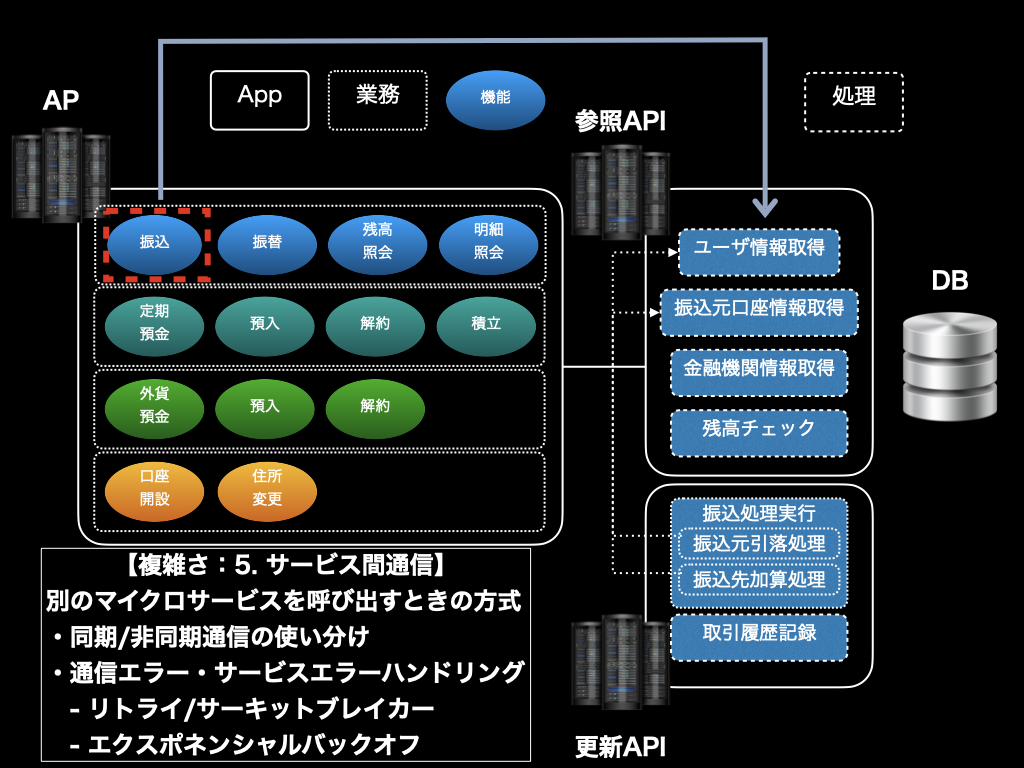 AP
App
業務
機能
参照API
処理
振込
振替
残高
照会
明細
照会
定期
預金
預入
解約
積立
外貨
預金
預入
解約
口座
開設
住所
変更
ユーザ情報取得
振込元口座情報取得
金融機関情報取得
残高チェック
DB
振込処理実行
振込元引落処理
振込先加算処理
取引履歴記録
更新API
【複雑さ：5. サービス間通信】
別のマイクロサービスを呼び出すときの方式
・同期/非同期通信の使い分け
・通信エラー・サービスエラーハンドリング
- リトライ/サーキットブレイカー
- エクスポネンシャルバックオフ